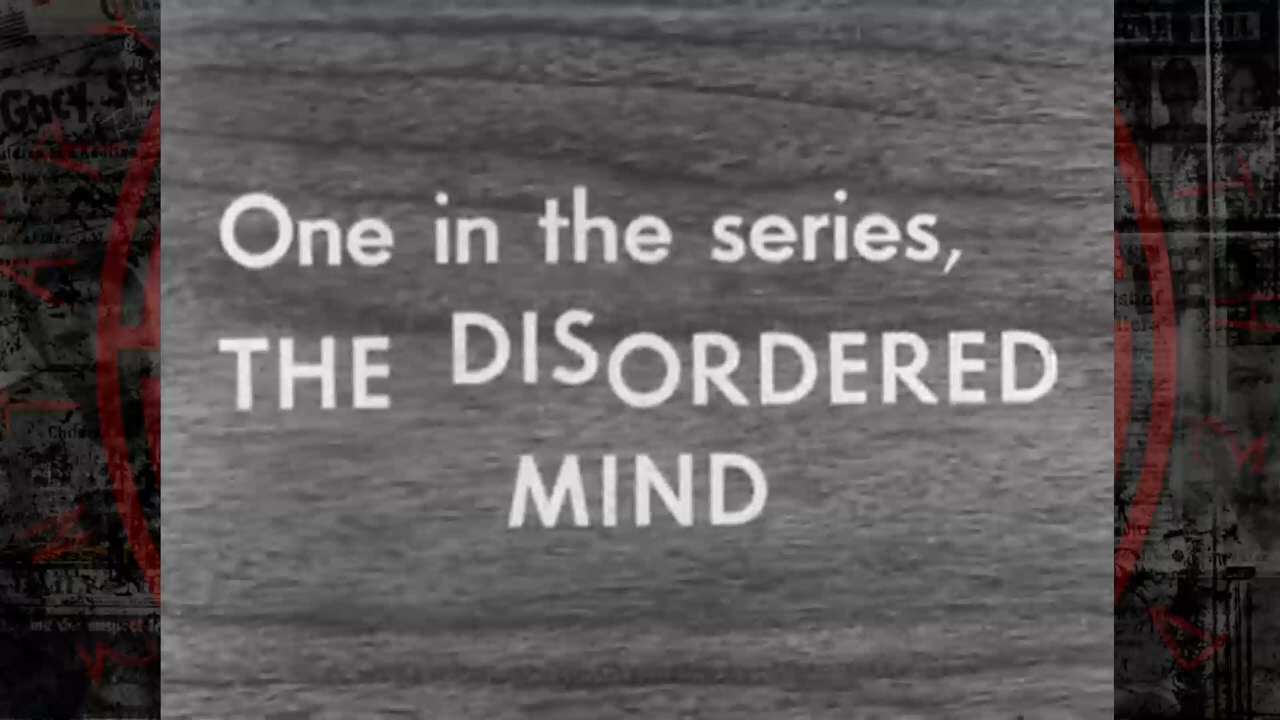 One in the series,
THE DISORDERED
MIND